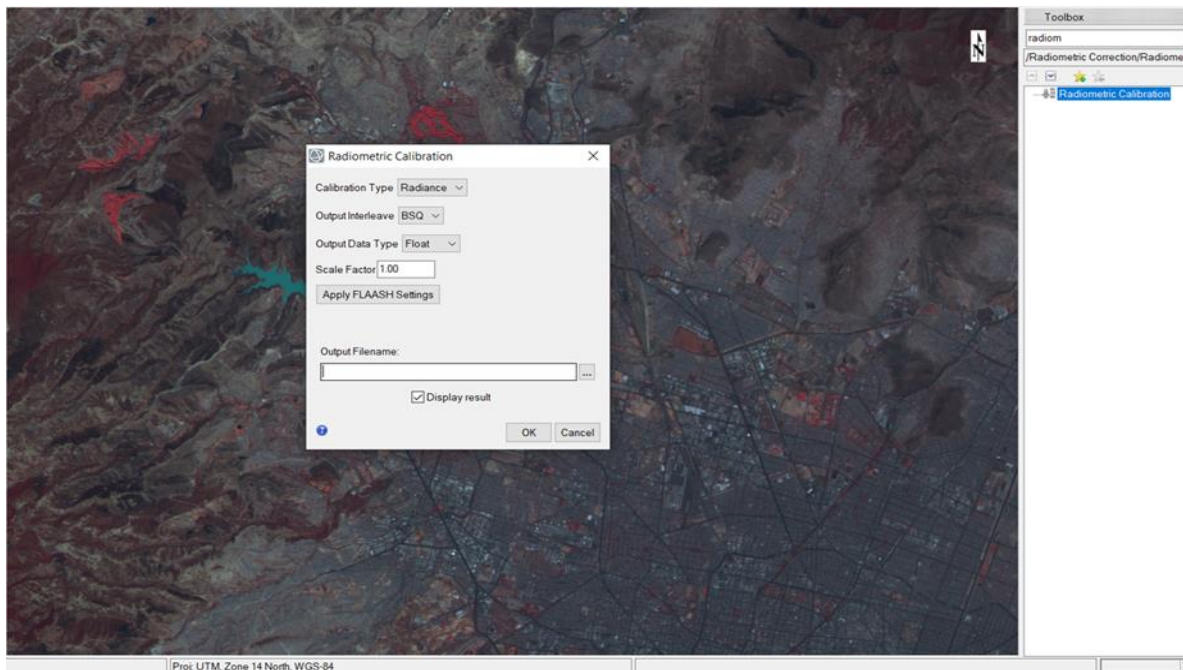 Toolbox
radiom
/Radiometric Correction/Radiome
Radiometric Calibration
N
Radiometric Calibration
Calibration Type Radiance
Output Interleave BSQ
Output Data Type Float
Scale Factor 1.00
Apply FLAASH Settings
Output Filename:
...
Display result
?
OK Cancel
Proj: UTM, Zone 14 North, WGS-84